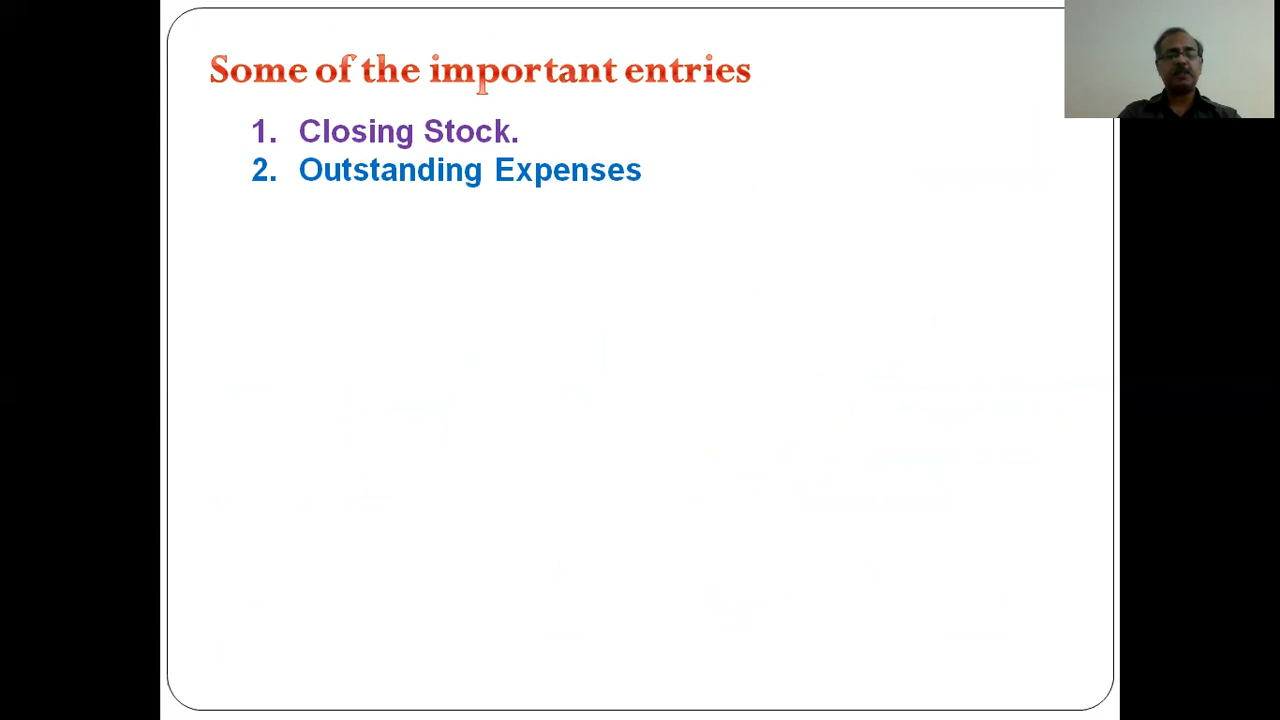 Some of the important entries
1. Closing Stock.
2. Outstanding Expenses